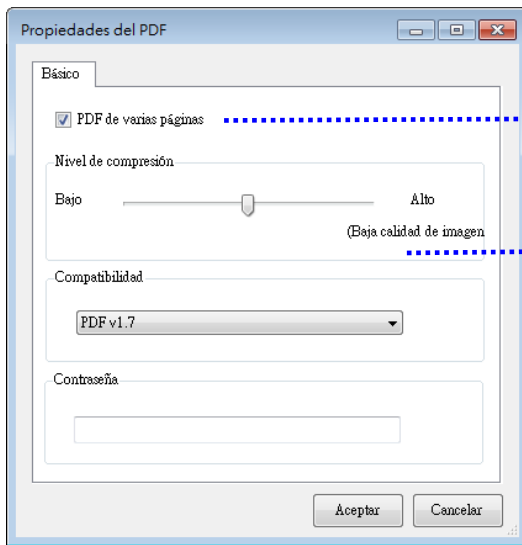 Propiedades del PDF
Básico
PDF de varias páginas
Nivel de compresión
Bajo
Alto
(Baja calidad de imagen
Compatibilidad
PDF v1.7
Contraseña
Aceptar
Cancelar